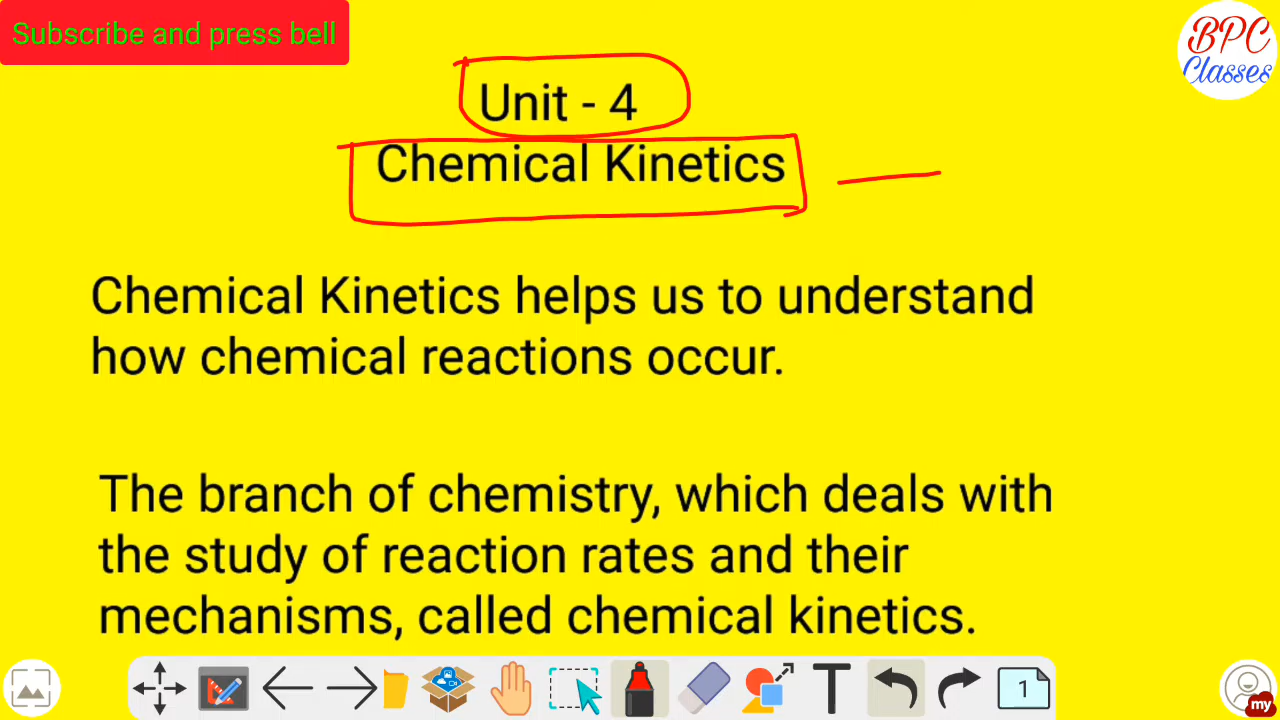 Subscribe and press bell
BPC
Classes
Unit - 4
Chemical Kinetics
Chemical Kinetics helps us to understand
how chemical reactions occur.
The branch of chemistry, which deals with
the study of reaction rates and their
mechanisms, called chemical kinetics.
T
1
my